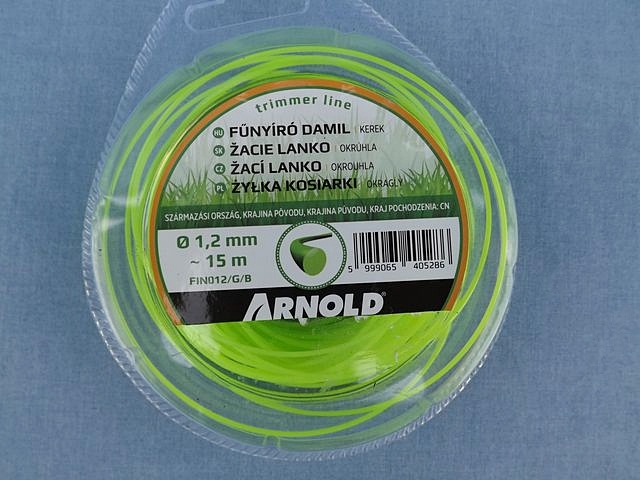 trimmer line
HU FŰNYÍRÓ DAMIL | KEREK
SK ŽACIE LANKO | OKRÚHLA
CZ ŽACÍ LANKO | OKROUHLA
PL ŻYŁKA KOSIARKI | OKRĄGŁY
SZÁRMAZÁSI ORSZÁG, KRAJINA PÔVODU, KRAJINA PŮVODU, KRAJ POCHODZENIA: CN
Ø 1,2 mm
~ 15 m
FIN012/G/B
5 999065 405286
ARNOLD®